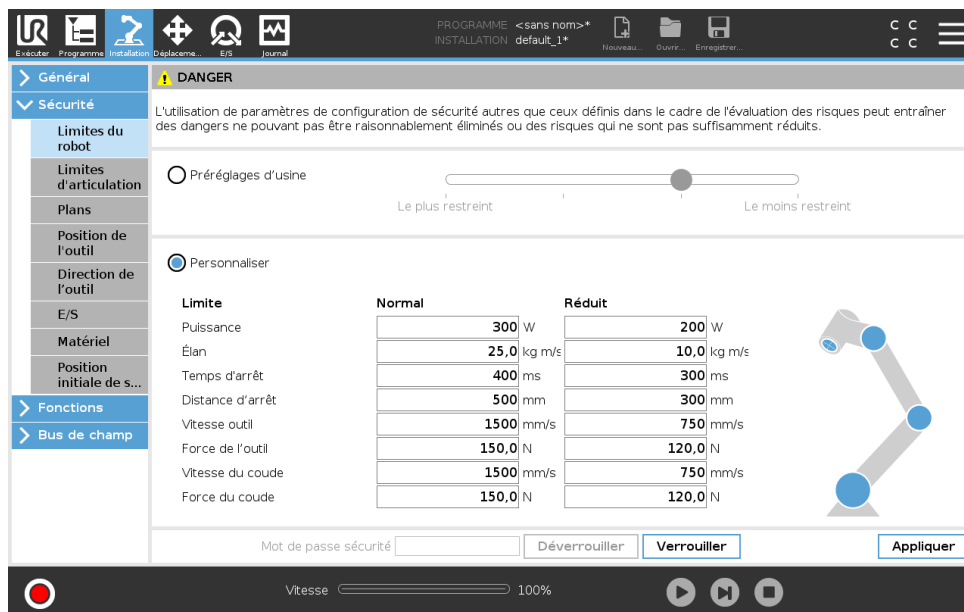 UR
PROGRAMME <sans nom>*
INSTALLATION default_1*
Exécuter Programme Installation Déplaceme... E/S Journal
Nouveau... Ouvrir... Enregistrer...
C C
C C
Général
Sécurité
Limites du
robot
Limites
d'articulation
Plans
Position de
l'outil
Direction de
l’outil
E/S
Matériel
Position
initiale de s...
Fonctions
Bus de champ
DANGER
L'utilisation de paramètres de configuration de sécurité autres que ceux définis dans le cadre de l'évaluation des risques peut entraîner
des dangers ne pouvant pas être raisonnablement éliminés ou des risques qui ne sont pas suffisamment réduits.
Préréglages d’usine
Le plus restreint Le moins restreint
Personnaliser
Limite Normal Réduit
Puissance 300 W 200 W
Élan 25,0 kg m/s 10,0 kg m/s
Temps d'arrêt 400 ms 300 ms
Distance d’arrêt 500 mm 300 mm
Vitesse outil 1500 mm/s 750 mm/s
Force de l’outil 150,0 N 120,0 N
Vitesse du coude 1500 mm/s 750 mm/s
Force du coude 150,0 N 120,0 N
Mot de passe sécurité Déverrouiller Verrouiller Appliquer
Vitesse 100%